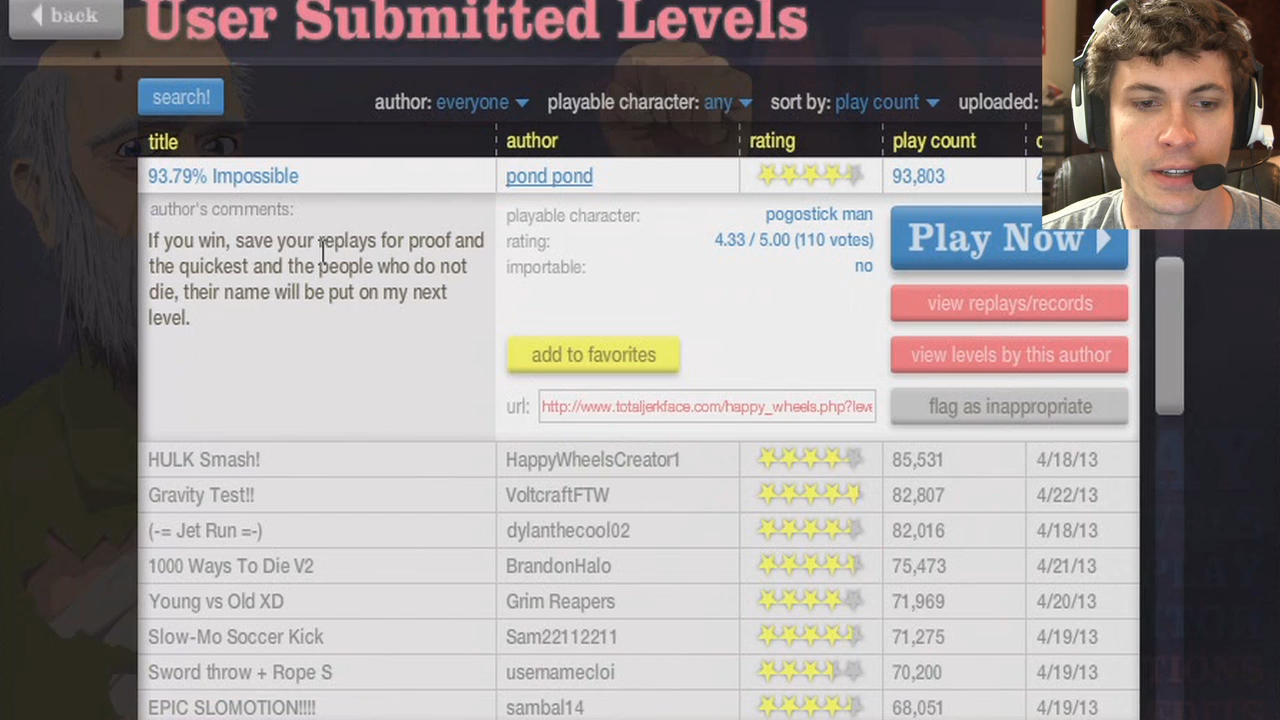 back
User Submitted Levels
search!
author: everyone playable character: any sort by: play count uploaded:
title author rating play count
93.79% Impossible pond pond 93,803
author's comments:
If you win, save your replays for proof and
the quickest and the people who do not
die, their name will be put on my next
level.
playable character: pogostick man
rating: 4.33 / 5.00 (110 votes)
importable: no
add to favorites
url: http://www.totaljerkface.com/happy_wheels.php?leve
Play Now
view replays/records
view levels by this author
flag as inappropriate
HULK Smash! HappyWheelsCreator1 85,531 4/18/13
Gravity Test!! VoltcraftFTW 82,807 4/22/13
(-= Jet Run =-) dylanthecool02 82,016 4/18/13
1000 Ways To Die V2 BrandonHalo 75,473 4/21/13
Young vs Old XD Grim Reapers 71,969 4/20/13
Slow-Mo Soccer Kick Sam22112211 71,275 4/19/13
Sword throw + Rope S usernamecloi 70,200 4/19/13
EPIC SLOMOTION!!!! sambal14 68,051 4/19/13